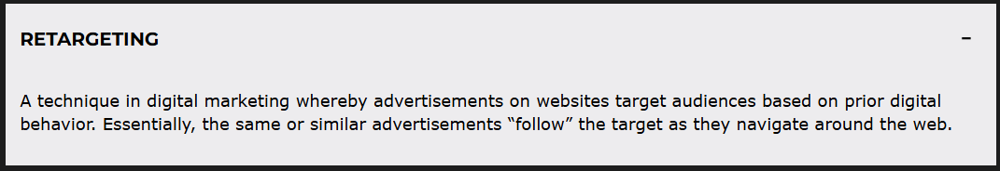 RETARGETING –
A technique in digital marketing whereby advertisements on websites target audiences based on prior digital
behavior. Essentially, the same or similar advertisements “follow” the target as they navigate around the web.